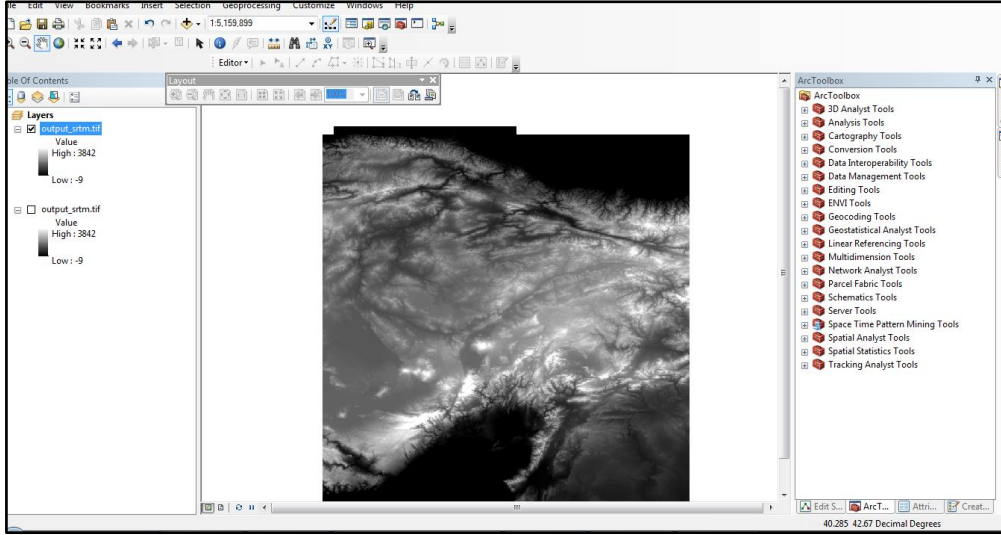 File Edit View Bookmarks Insert Selection Geoprocessing Customize Windows Help
1:5,159,899
Editor
ble Of Contents
Layout
ArcToolbox
Layers
output_srtm.tif
Value
High : 3842
Low : -9
output_srtm.tif
Value
High : 3842
Low : -9
ArcToolbox
3D Analyst Tools
Analysis Tools
Cartography Tools
Conversion Tools
Data Interoperability Tools
Data Management Tools
Editing Tools
ENVI Tools
Geocoding Tools
Geostatistical Analyst Tools
Linear Referencing Tools
Multidimension Tools
Network Analyst Tools
Parcel Fabric Tools
Schematics Tools
Server Tools
Space Time Pattern Mining Tools
Spatial Analyst Tools
Spatial Statistics Tools
Tracking Analyst Tools
Edit S... ArcT... Attri... Creat...
40.285 42.67 Decimal Degrees